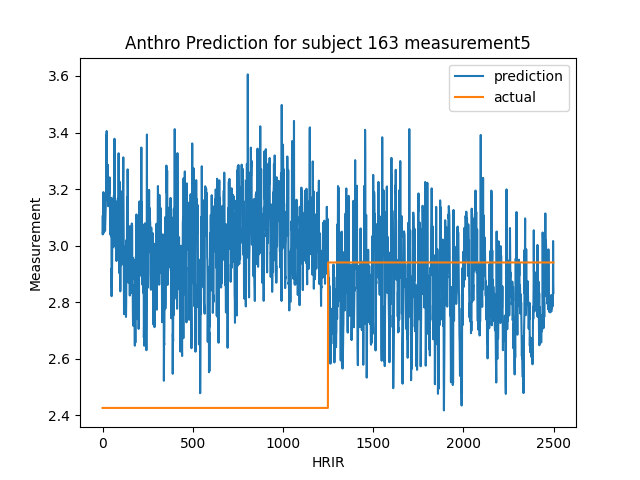 Anthro Prediction for subject 163 measurement5
prediction
actual
3.6
3.4
3.2
3.0
2.8
2.6
2.4
Measurement
0
500
1000
1500
2000
2500
HRIR